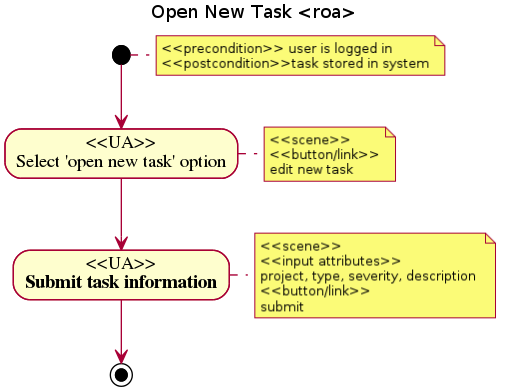 Open New Task <roa>
<<precondition>> user is logged in
<<postcondition>>task stored in system
<<UA>>
Select 'open new task' option
<<scene>>
<<button/link>>
edit new task
<<UA>>
Submit task information
<<scene>>
<<input attributes>>
project, type, severity, description
<<button/link>>
submit